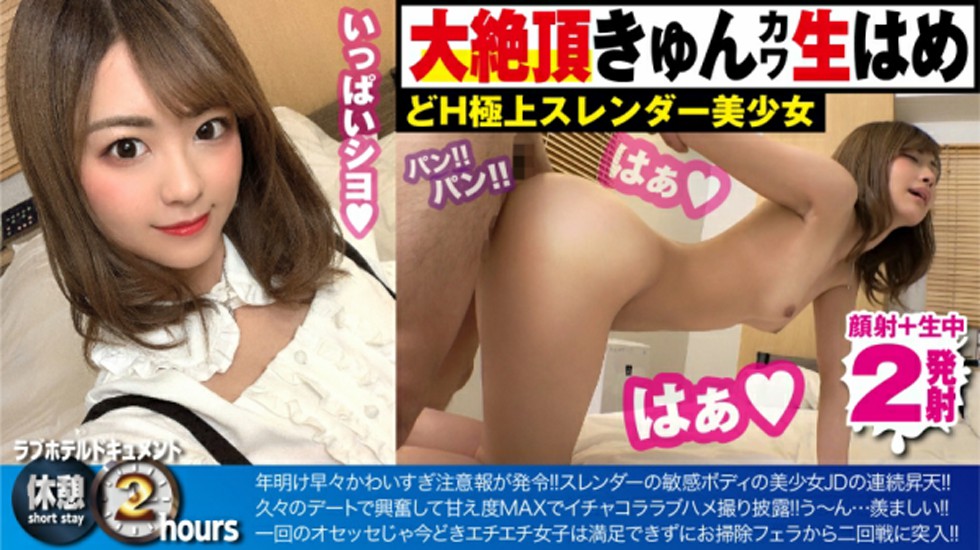 いっぱいシヨ♡
大絶頂きゅんカワ生はめ
どH極上スレンダー美少女
パン!!
パン!!
はぁ♡
はぁ♡
顔射+生中
2発射
ラブホテルドキュメント
休憩
short stay
2
hours
年明け早々かわいすぎ注意報が発令!!スレンダーの敏感ボディの美少女JDの連続昇天!!
久々のデートで興奮して甘え度MAXでイチャコララブハメ撮り披露!!う〜ん…羨ましい!!
一回のオセッセじゃ今どきエチエチ女子は満足できずにお掃除フェラから二回戦に突入!!